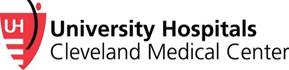 UH
University Hospitals
Cleveland Medical Center